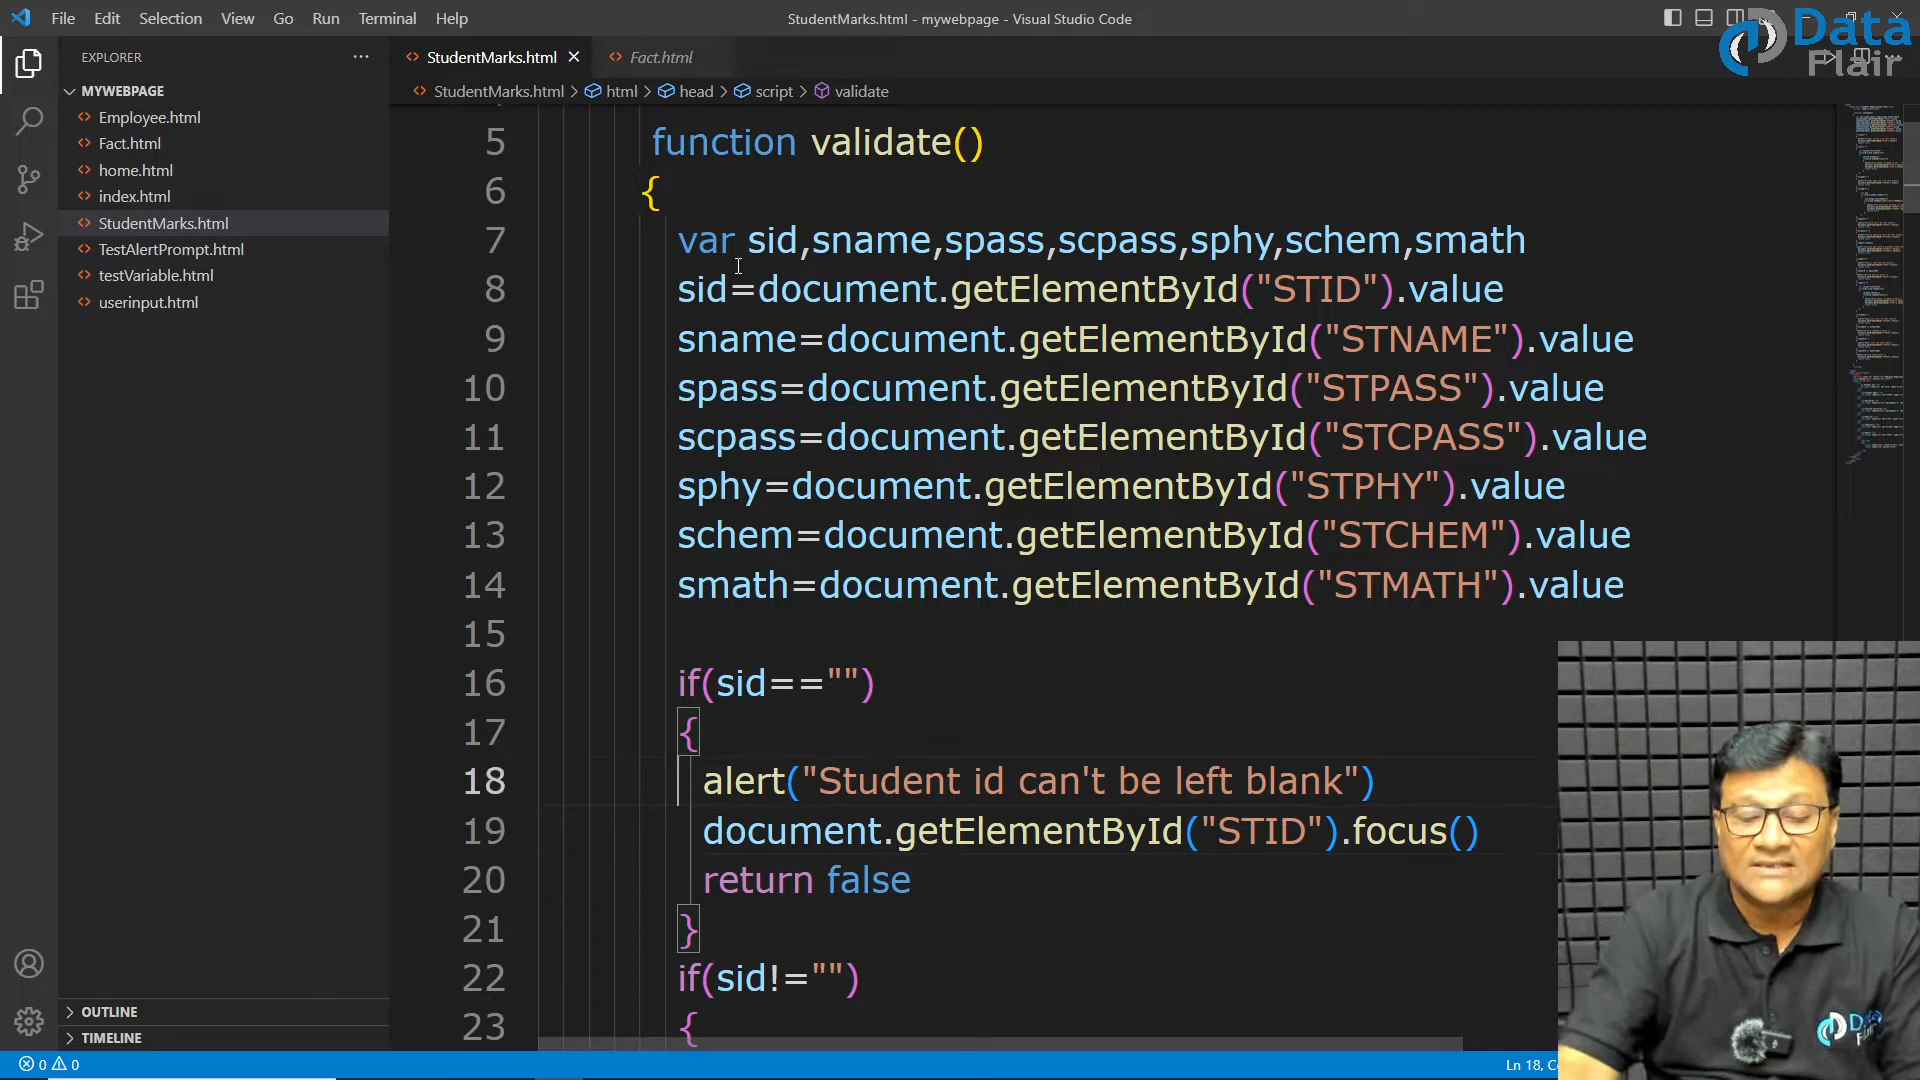 File Edit Selection View Go Run Terminal Help
StudentMarks.html - mywebpage - Visual Studio Code
Data Flair
EXPLORER
StudentMarks.html
Fact.html
MYWEBPAGE
StudentMarks.html > html > head > script > validate
Employee.html
Fact.html
home.html
index.html
StudentMarks.html
TestAlertPrompt.html
testVariable.html
userinput.html
5 function validate()
6 {
7 var sid,sname,spass,scpass,sphy,schem,smath
8 sid=document.getElementById("STID").value
9 sname=document.getElementById("STNAME").value
10 spass=document.getElementById("STPASS").value
11 scpass=document.getElementById("STCPASS").value
12 sphy=document.getElementById("STPHY").value
13 schem=document.getElementById("STCHEM").value
14 smath=document.getElementById("STMATH").value
15
16 if(sid=="")
17 {
18 alert("Student id can't be left blank")
19 document.getElementById("STID").focus()
20 return false
21 }
22 if(sid!="")
23 {
OUTLINE
TIMELINE
0 0
Ln 18,